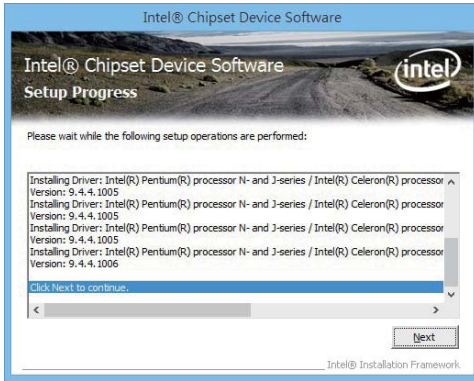 Intel® Chipset Device Software
Intel® Chipset Device Software
Setup Progress
intel
Please wait while the following setup operations are performed:
Installing Driver: Intel(R) Pentium(R) processor N- and J-series / Intel(R) Celeron(R) processor
Version: 9.4.4.1005
Installing Driver: Intel(R) Pentium(R) processor N- and J-series / Intel(R) Celeron(R) processor
Version: 9.4.4.1005
Installing Driver: Intel(R) Pentium(R) processor N- and J-series / Intel(R) Celeron(R) processor
Version: 9.4.4.1005
Installing Driver: Intel(R) Pentium(R) processor N- and J-series / Intel(R) Celeron(R) processor
Version: 9.4.4.1006
Click Next to continue.
Next
Intel® Installation Framework